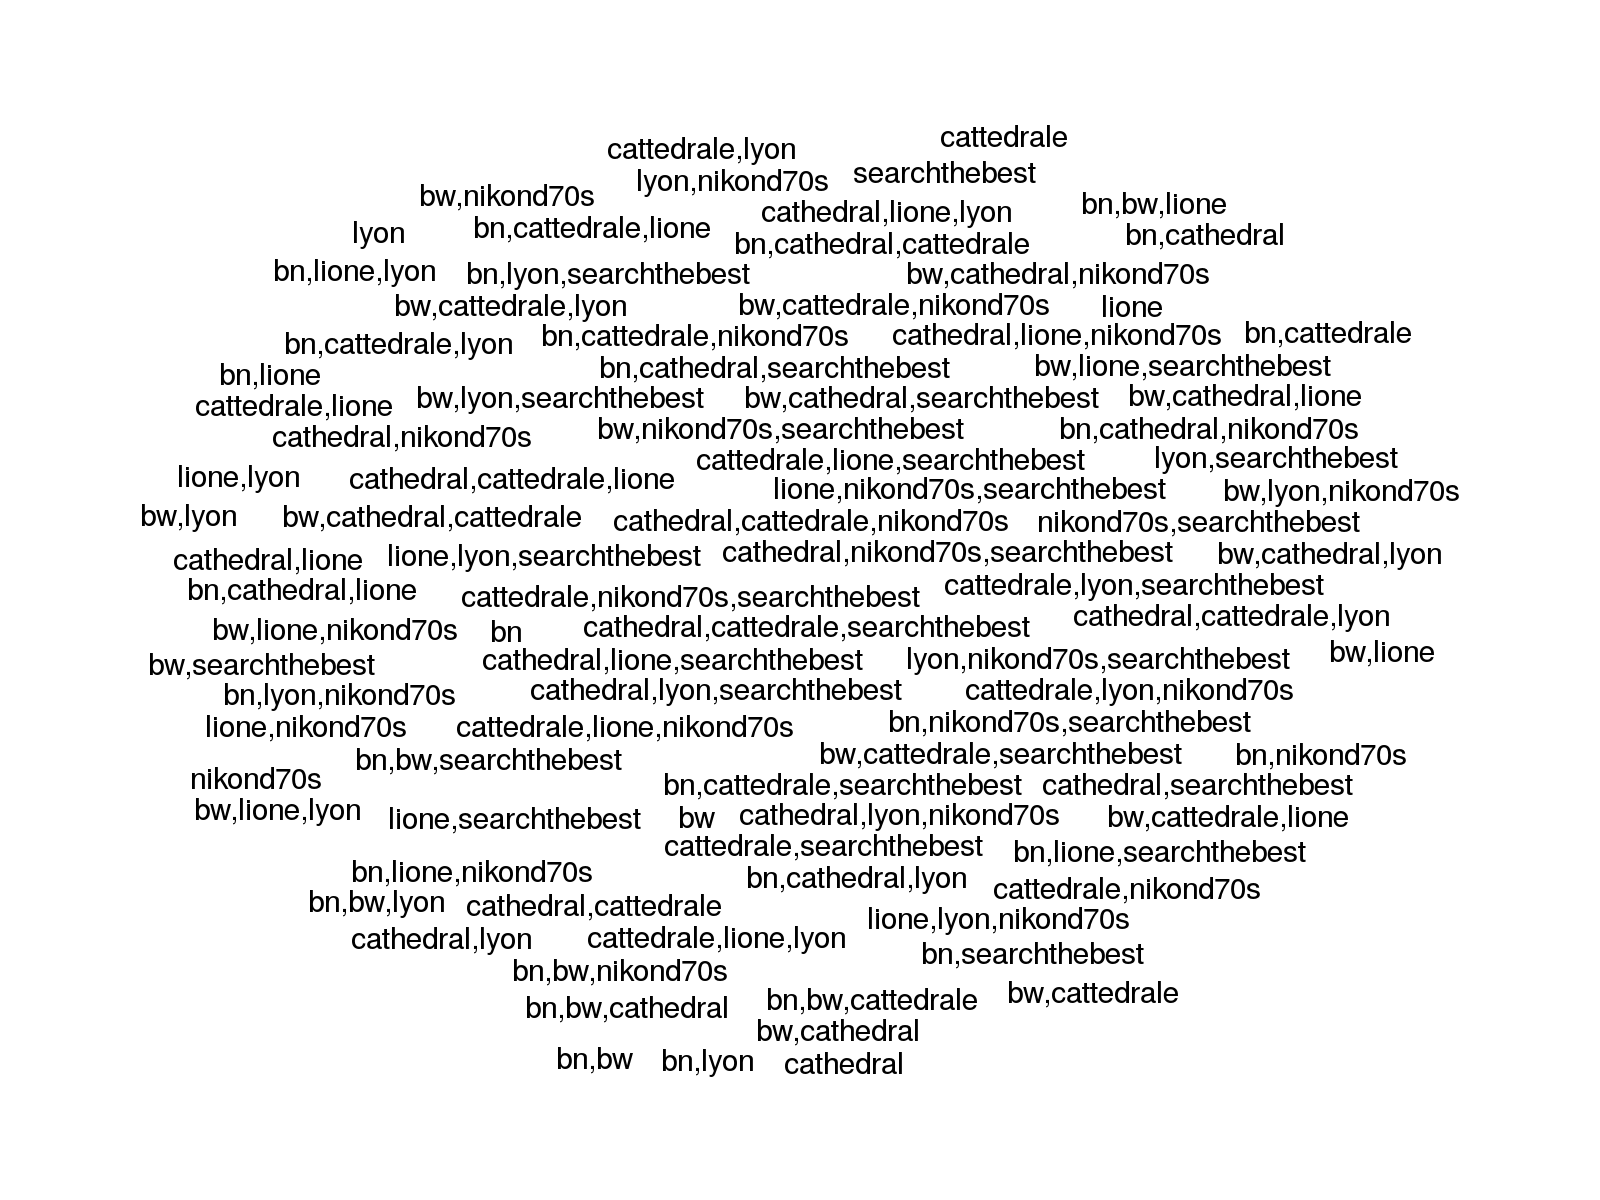 cattedrale
cattedrale,lyon
searchthebest
lyon,nikond70s
bw,nikond70s
bn,bw,lione
cathedral,lione,lyon
bn,cattedrale,lione
lyon
bn,cathedral
bn,cathedral,cattedrale
bn,lione,lyon
bn,lyon,searchthebest
bw,cathedral,nikond70s
bw,cattedrale,lyon
bw,cattedrale,nikond70s
lione
bn,cattedrale,lyon
bn,cattedrale,nikond70s
cathedral,lione,nikond70s
bn,cattedrale
bn,lione
bn,cathedral,searchthebest
bw,lione,searchthebest
cattedrale,lione
bw,lyon,searchthebest
bw,cathedral,searchthebest
bw,cathedral,lione
cathedral,nikond70s
bw,nikond70s,searchthebest
bn,cathedral,nikond70s
cattedrale,lione,searchthebest
lyon,searchthebest
lione,lyon
cathedral,cattedrale,lione
lione,nikond70s,searchthebest
bw,lyon,nikond70s
bw,lyon
bw,cathedral,cattedrale
cathedral,cattedrale,nikond70s
nikond70s,searchthebest
cathedral,lione
lione,lyon,searchthebest
cathedral,nikond70s,searchthebest
bw,cathedral,lyon
bn,cathedral,lione
cattedrale,nikond70s,searchthebest
cattedrale,lyon,searchthebest
bw,lione,nikond70s
bn
cathedral,cattedrale,searchthebest
cathedral,cattedrale,lyon
bw,searchthebest
cathedral,lione,searchthebest
lyon,nikond70s,searchthebest
bw,lione
bn,lyon,nikond70s
cathedral,lyon,searchthebest
cattedrale,lyon,nikond70s
lione,nikond70s
cattedrale,lione,nikond70s
bn,nikond70s,searchthebest
bn,bw,searchthebest
bw,cattedrale,searchthebest
bn,nikond70s
nikond70s
bn,cattedrale,searchthebest
cathedral,searchthebest
bw,lione,lyon
lione,searchthebest
bw
cathedral,lyon,nikond70s
bw,cattedrale,lione
cattedrale,searchthebest
bn,lione,searchthebest
bn,lione,nikond70s
bn,cathedral,lyon
cattedrale,nikond70s
bn,bw,lyon
cathedral,cattedrale
lione,lyon,nikond70s
cathedral,lyon
cattedrale,lione,lyon
bn,searchthebest
bn,bw,nikond70s
bn,bw,cathedral
bn,bw,cattedrale
bw,cattedrale
bw,cathedral
bn,bw
bn,lyon
cathedral